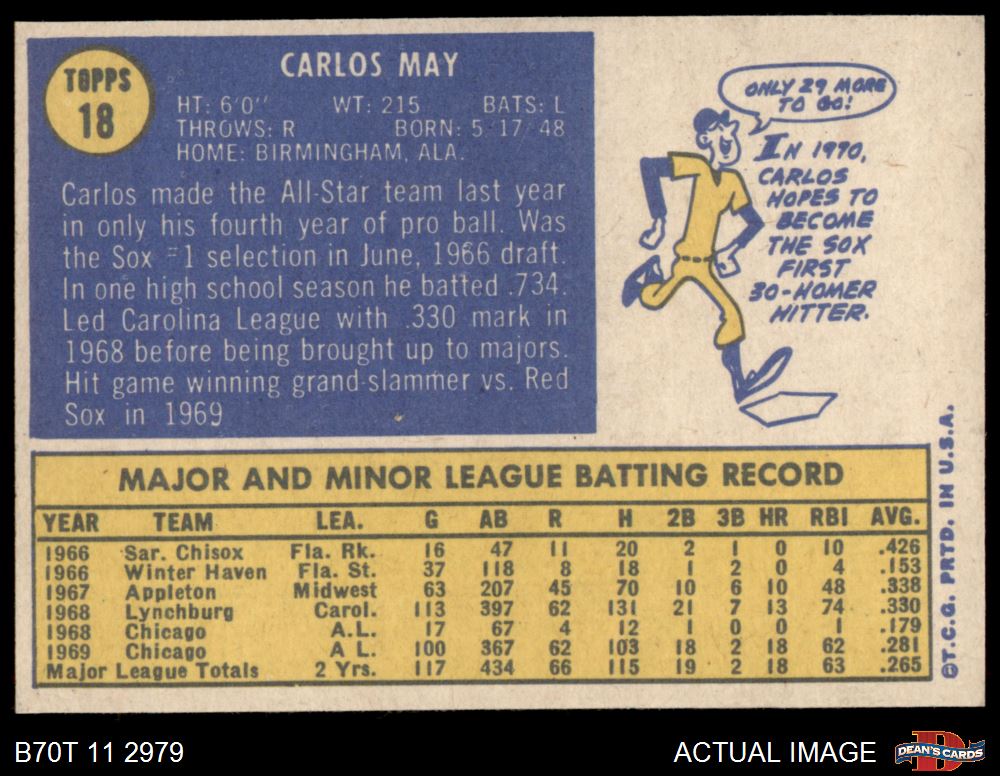 TOPPS
18
CARLOS MAY
HT: 6'0" WT: 215 BATS: L
THROWS: R BORN: 5-17-48
HOME: BIRMINGHAM, ALA.
Carlos made the All-Star team last year
in only his fourth year of pro ball. Was
the Sox #1 selection in June, 1966 draft.
In one high school season he batted .734.
Led Carolina League with .330 mark in
1968 before being brought up to majors.
Hit game winning grand-slammer vs. Red
Sox in 1969
ONLY 29 MORE
TO GO!
IN 1970,
CARLOS
HOPES TO
BECOME
THE SOX
FIRST
30-HOMER
HITTER.
MAJOR AND MINOR LEAGUE BATTING RECORD
YEAR TEAM LEA. G AB R H 2B 3B HR RBI AVG.
1966 Sar. Chisox Fla. Rk. 16 47 11 20 2 1 0 10 .426
1966 Winter Haven Fla. St. 37 118 8 18 1 2 0 4 .153
1967 Appleton Midwest 63 207 45 70 10 6 10 48 .338
1968 Lynchburg Carol. 113 397 62 131 21 7 13 74 .330
1968 Chicago A.L. 17 67 4 12 1 0 0 1 .179
1969 Chicago A L. 100 367 62 103 18 2 18 62 .281
Major League Totals 2 Yrs. 117 434 66 115 19 2 18 63 .265
©T.C.G. PRTD. IN U.S.A.
B70T 11 2979
ACTUAL IMAGE
DEAN'S CARDS